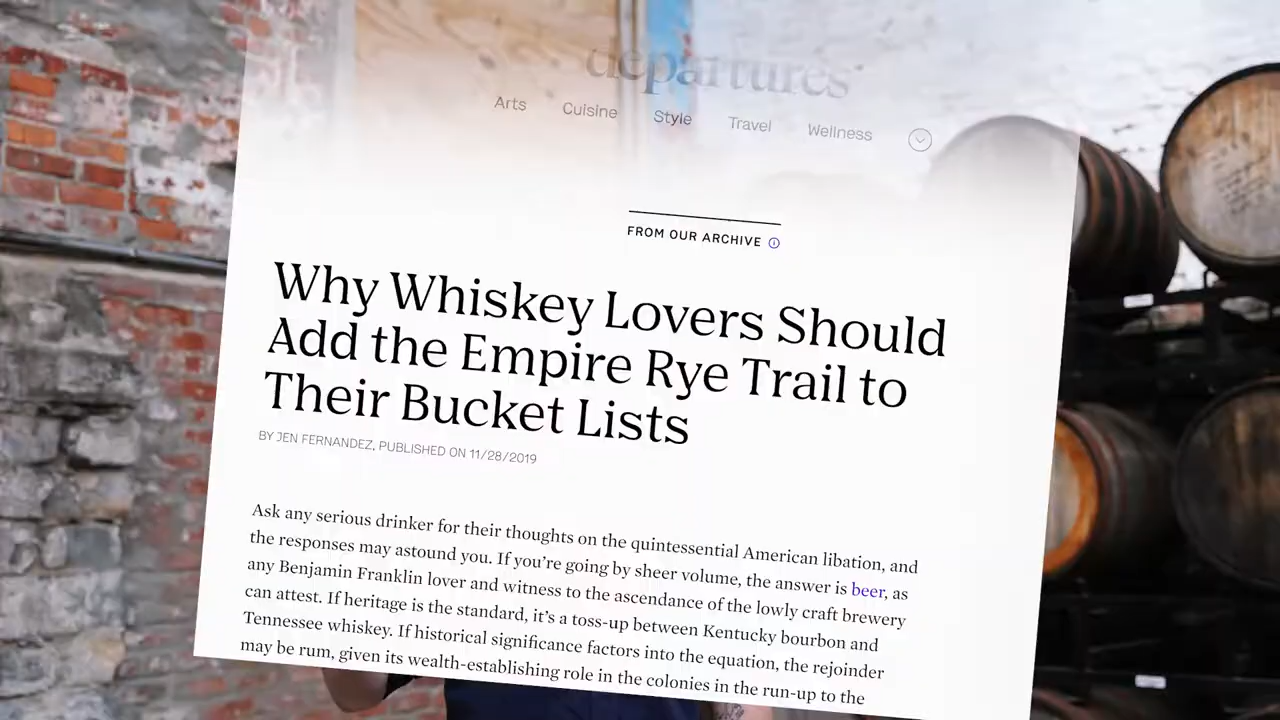 departures
Arts Cuisine Style Travel Wellness
FROM OUR ARCHIVE
Why Whiskey Lovers Should
Add the Empire Rye Trail to
Their Bucket Lists
BY JEN FERNANDEZ, PUBLISHED ON 11/28/2019
Ask any serious drinker for their thoughts on the quintessential American libation, and
the responses may astound you. If you’re going by sheer volume, the answer is beer, as
any Benjamin Franklin lover and witness to the ascendance of the lowly craft brewery
can attest. If heritage is the standard, it’s a toss-up between Kentucky bourbon and
Tennessee whiskey. If historical significance factors into the equation, the rejoinder
may be rum, given its wealth-establishing role in the colonies in the run-up to the